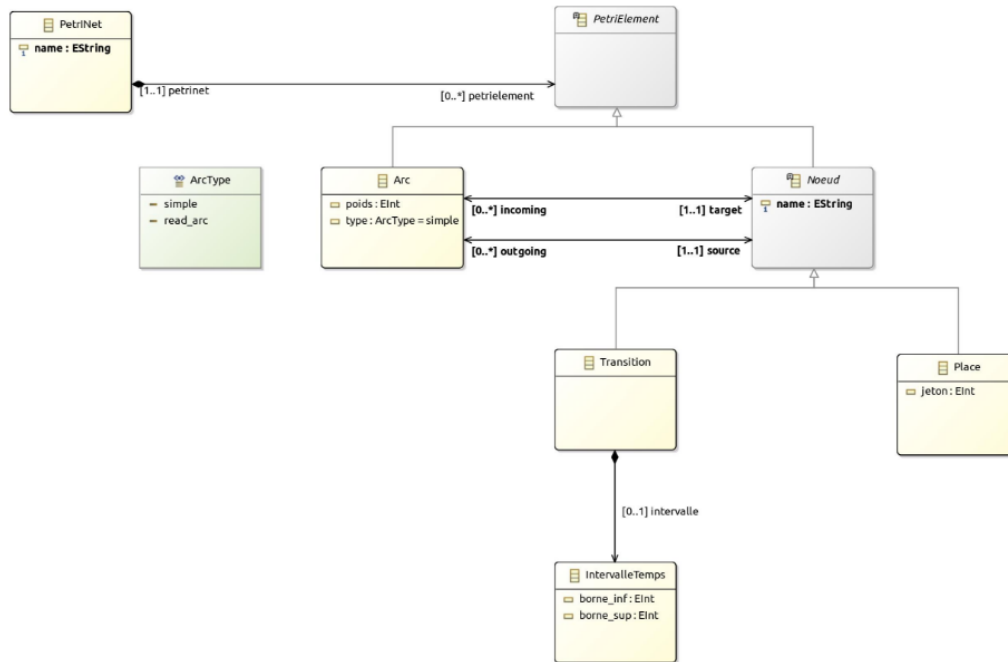 PetriNet
name : EString
PetriElement
[1..1] petrinet
[0..*] petrielement
ArcType
simple
read_arc
Arc
poids : EInt
type : ArcType = simple
[0..*] incoming
[1..1] target
[0..*] outgoing
[1..1] source
Noeud
name : EString
Transition
Place
jeton : EInt
[0..1] intervalle
IntervalleTemps
borne_inf : EInt
borne_sup : EInt